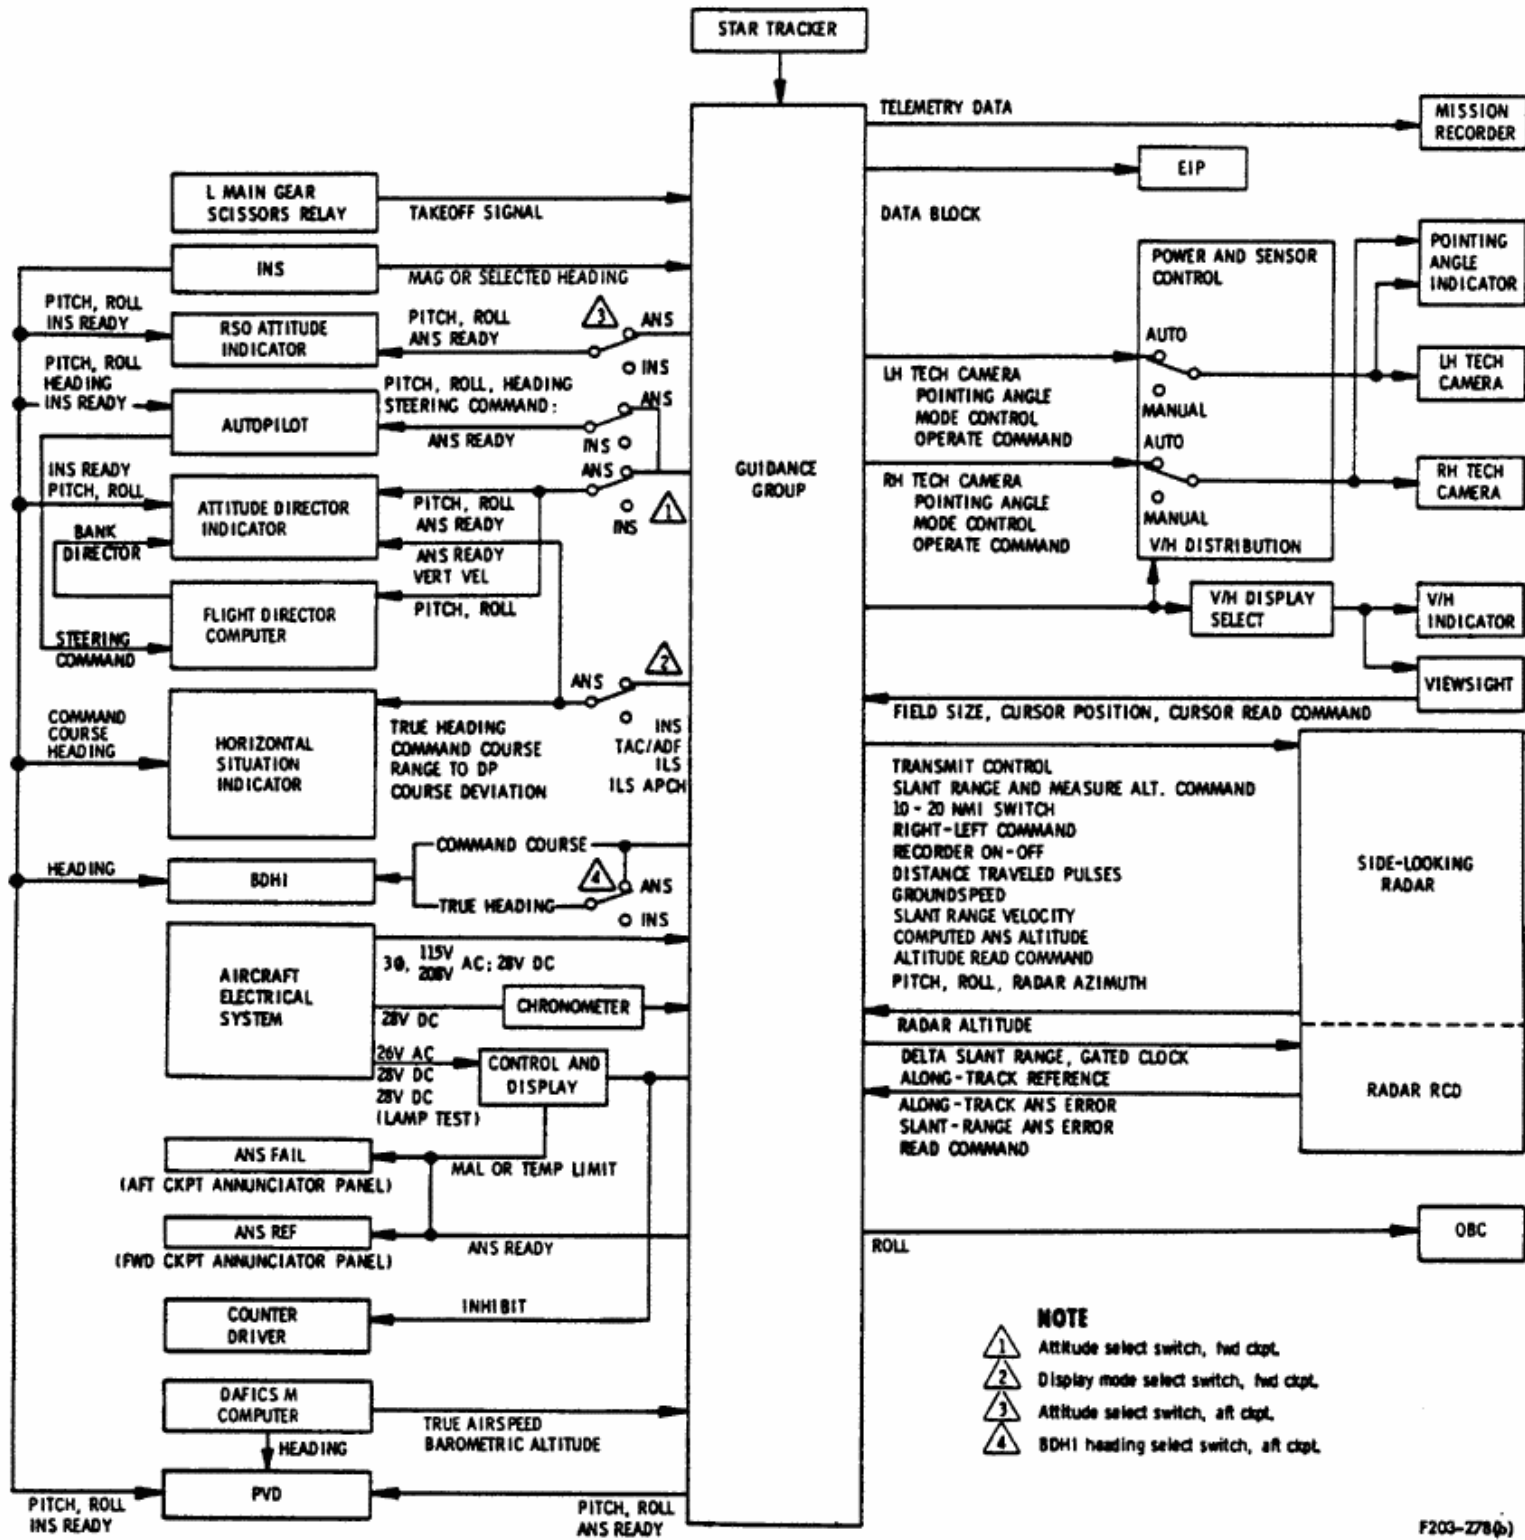 STAR TRACKER
TELEMETRY DATA
MISSION
RECORDER
EIP
DATA BLOCK
L MAIN GEAR
SCISSORS RELAY
TAKEOFF SIGNAL
INS
MAG OR SELECTED HEADING
POWER AND SENSOR
CONTROL
POINTING
ANGLE
INDICATOR
PITCH, ROLL
INS READY
RSO ATTITUDE
INDICATOR
PITCH, ROLL
ANS READY
3
ANS
INS
AUTO
MANUAL
LH TECH CAMERA
POINTING ANGLE
MODE CONTROL
OPERATE COMMAND
LH TECH
CAMERA
PITCH, ROLL
HEADING
INS READY
AUTOPILOT
PITCH, ROLL, HEADING
STEERING COMMAND:
ANS READY
ANS
INS
GUIDANCE
GROUP
AUTO
MANUAL
RH TECH CAMERA
POINTING ANGLE
MODE CONTROL
OPERATE COMMAND
RH TECH
CAMERA
INS READY
PITCH, ROLL
ATTITUDE DIRECTOR
INDICATOR
ANS
INS
1
PITCH, ROLL
ANS READY
BANK
DIRECTOR
ANS READY
VERT VEL
V/H DISTRIBUTION
FLIGHT DIRECTOR
COMPUTER
PITCH, ROLL
STEERING
COMMAND
V/H DISPLAY
SELECT
V/H
INDICATOR
VIEWSIGHT
FIELD SIZE, CURSOR POSITION, CURSOR READ COMMAND
2
ANS
INS
TAC/ADF
ILS
ILS APCH
COMMAND
COURSE
HEADING
HORIZONTAL
SITUATION
INDICATOR
TRUE HEADING
COMMAND COURSE
RANGE TO DP
COURSE DEVIATION
TRANSMIT CONTROL
SLANT RANGE AND MEASURE ALT. COMMAND
10-20 NMI SWITCH
RIGHT-LEFT COMMAND
RECORDER ON-OFF
DISTANCE TRAVELED PULSES
GROUNDSPEED
SLANT RANGE VELOCITY
COMPUTED ANS ALTITUDE
ALTITUDE READ COMMAND
PITCH, ROLL, RADAR AZIMUTH
SIDE-LOOKING
RADAR
HEADING
BDHI
COMMAND COURSE
TRUE HEADING
4
ANS
INS
AIRCRAFT
ELECTRICAL
SYSTEM
3Φ, 115V
208V AC; 28V DC
28V DC
CHRONOMETER
RADAR ALTITUDE
26V AC
28V DC
28V DC
(LAMP TEST)
CONTROL AND
DISPLAY
DELTA SLANT RANGE, GATED CLOCK
ALONG-TRACK REFERENCE
ALONG-TRACK ANS ERROR
SLANT-RANGE ANS ERROR
READ COMMAND
RADAR RCD
ANS FAIL
(AFT CKPT ANNUNCIATOR PANEL)
MAL OR TEMP LIMIT
ANS REF
(FWD CKPT ANNUNCIATOR PANEL)
ANS READY
ROLL
OBC
COUNTER
DRIVER
INHIBIT
DAFICS M
COMPUTER
TRUE AIRSPEED
BAROMETRIC ALTITUDE
HEADING
PVD
PITCH, ROLL
INS READY
PITCH, ROLL
ANS READY
NOTE
1 Attitude select switch, fwd ckpt.
2 Display mode select switch, fwd ckpt.
3 Attitude select switch, aft ckpt.
4 BDHI heading select switch, aft ckpt.
F203-278(b)